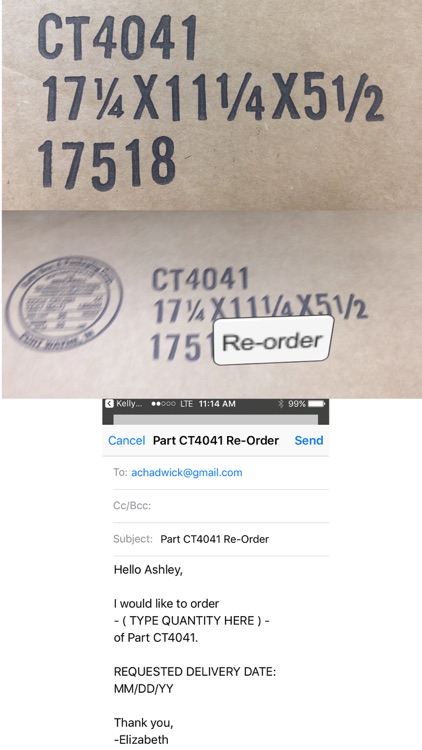 CT4041
17¼X11¼X5½
17518
CT4041
17¼X11¼X5½
1751
Re-order
Kelly... LTE 11:14 AM 99%
Cancel Part CT4041 Re-Order Send
To: achadwick@gmail.com
Cc/Bcc:
Subject: Part CT4041 Re-Order
Hello Ashley,
I would like to order
- ( TYPE QUANTITY HERE ) -
of Part CT4041.
REQUESTED DELIVERY DATE:
MM/DD/YY
Thank you,
-Elizabeth